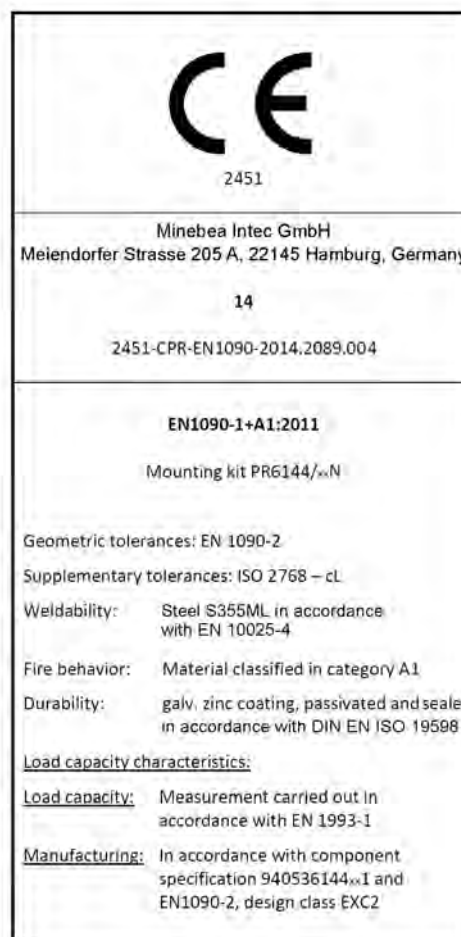 CE
2451
Minebea Intec GmbH
Meiendorfer Strasse 205 A, 22145 Hamburg, Germany
14
2451-CPR-EN1090-2014.2089.004
EN1090-1+A1:2011
Mounting kit PR6144/xxN
Geometric tolerances: EN 1090-2
Supplementary tolerances: ISO 2768 – cL
Weldability: Steel S355ML in accordance
with EN 10025-4
Fire behavior: Material classified in category A1
Durability: galv. zinc coating, passivated and seale
in accordance with DIN EN ISO 19598
Load capacity characteristics:
Load capacity: Measurement carried out in
accordance with EN 1993-1
Manufacturing: In accordance with component
specification 940536144xx1 and
EN1090-2, design class EXC2